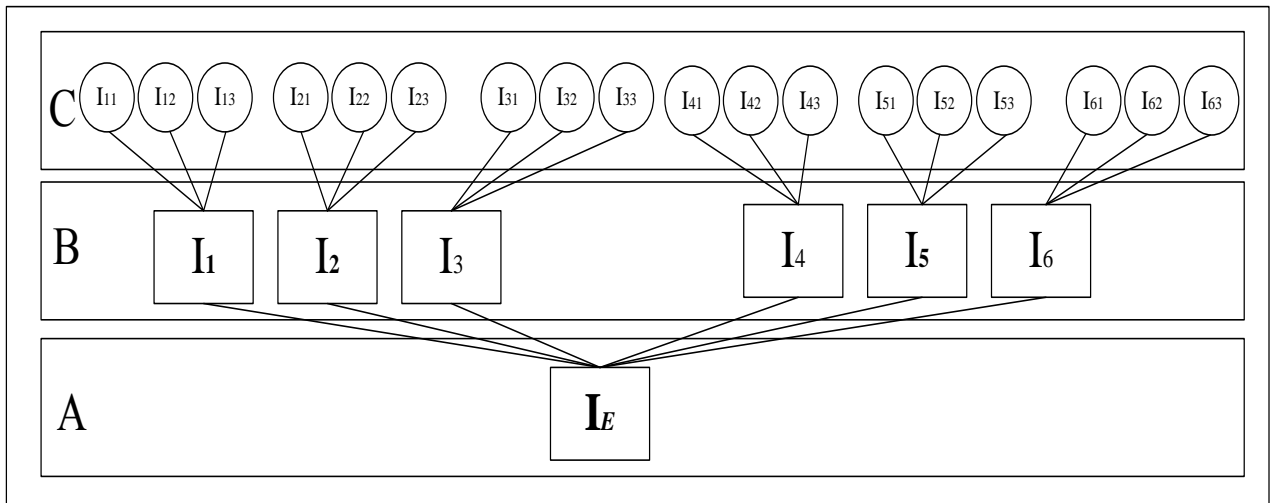 C I₁₁ I₁₂ I₁₃ I₂₁ I₂₂ I₂₃ I₃₁ I₃₂ I₃₃ I₄₁ I₄₂ I₄₃ I₅₁ I₅₂ I₅₃ I₆₁ I₆₂ I₆₃
B I₁ I₂ I₃ I₄ I₅ I₆
A I_E